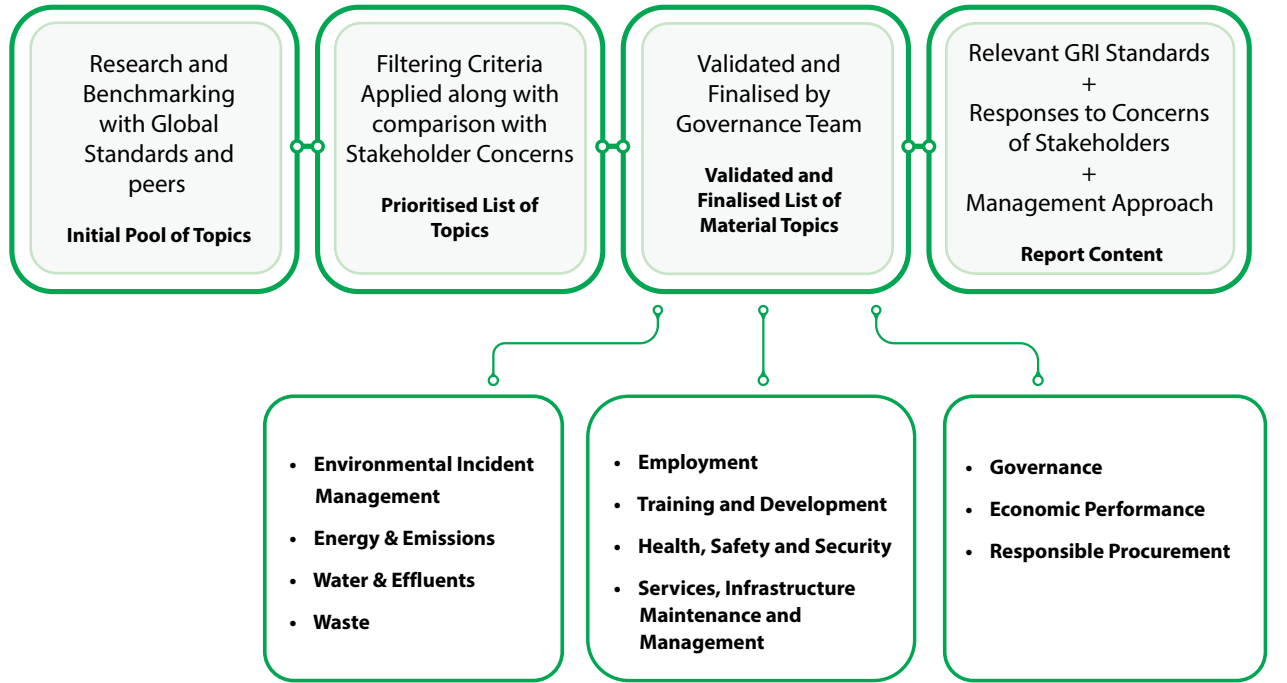 Research and
Benchmarking
with Global
Standards and
peers
Initial Pool of Topics
Filtering Criteria
Applied along with
comparison with
Stakeholder Concerns
Prioritised List of
Topics
Validated and
Finalised by
Governance Team
Validated and
Finalised List of
Material Topics
Relevant GRI Standards
+
Responses to Concerns
of Stakeholders
+
Management Approach
Report Content
• Environmental Incident
Management
• Energy & Emissions
• Water & Effluents
• Waste
• Employment
• Training and Development
• Health, Safety and Security
• Services, Infrastructure
Maintenance and
Management
• Governance
• Economic Performance
• Responsible Procurement